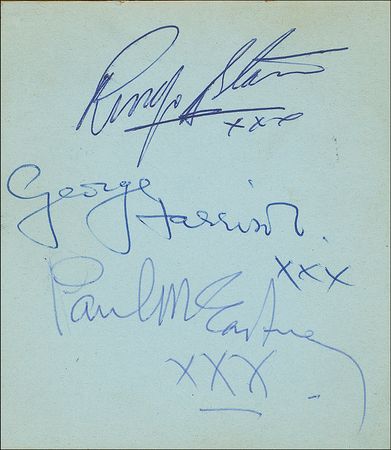 Ringo Starr
xxx
George Harrison.
xxx
Paul McCartney
XXX